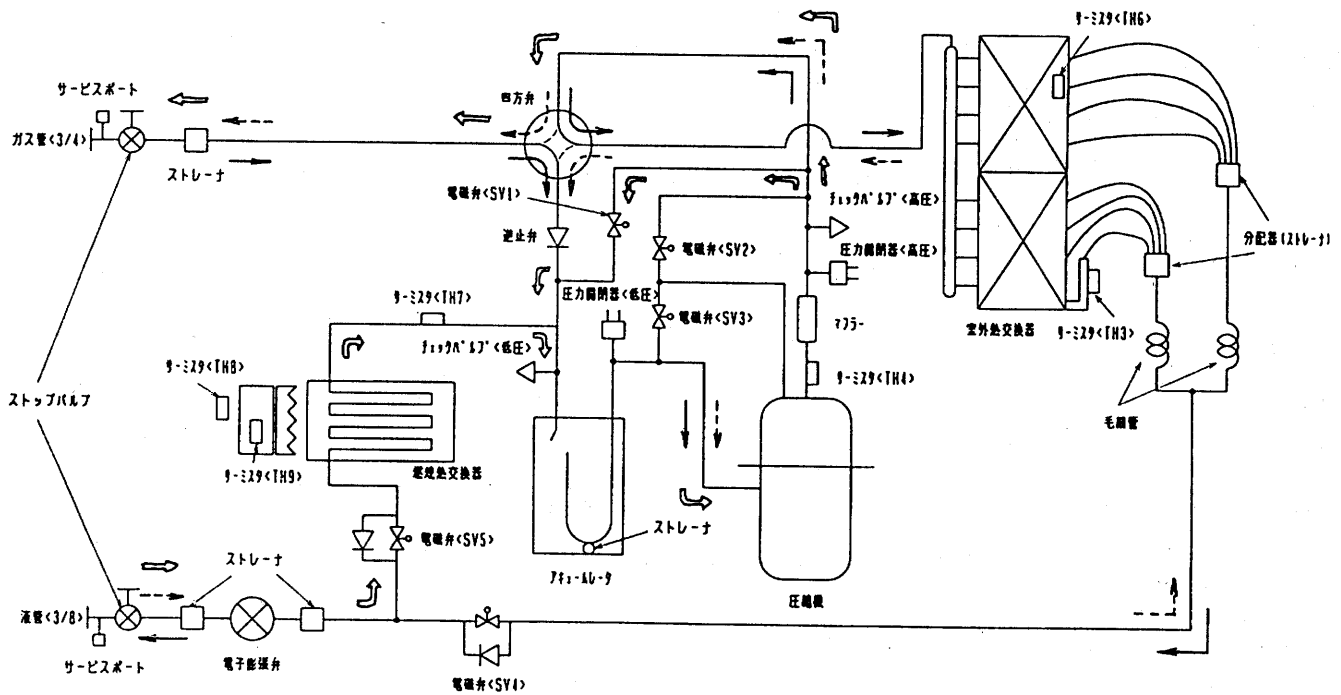 サーミスタ<TH6>
サービスポート
四方弁
ガス管<3/4>
ストレーナ
電磁弁<SV1>
チェックバルブ<高圧>
逆止弁
電磁弁<SV2>
圧力開閉器<高圧>
分配器(ストレーナ)
サーミスタ<TH7>
圧力開閉器<低圧>
電磁弁<SV3>
マフラー
室外熱交換器
サーミスタ<TH3>
チェックバルブ<低圧>
サーミスタ<TH8>
サーミスタ<TH4>
ストップバルブ
毛細管
サーミスタ<TH9>
燃焼熱交換器
ストレーナ
電磁弁<SV5>
ストレーナ
アキュームレータ
圧縮機
液管<3/8>
サービスポート
電子膨張弁
電磁弁<SV4>